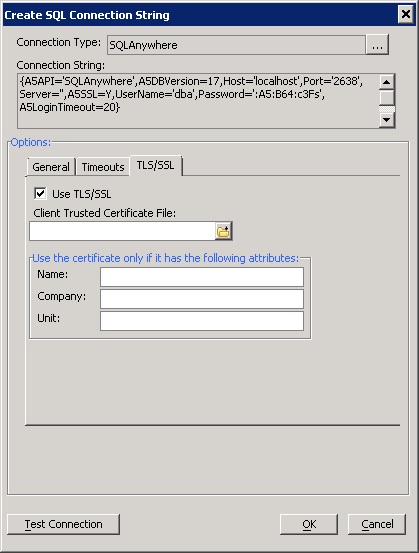 Create SQL Connection String
Connection Type: SQLAnywhere ...
Connection String:
{A5API='SQLAnywhere',A5DBVersion=17,Host='localhost',Port='2638',
Server='',A5SSL=Y,UserName='dba',Password=':A5:B64:c3Fs',
A5LoginTimeout=20}
Options:
General Timeouts TLS/SSL
Use TLS/SSL
Client Trusted Certificate File:
Use the certificate only if it has the following attributes:
Name:
Company:
Unit:
Test Connection OK Cancel